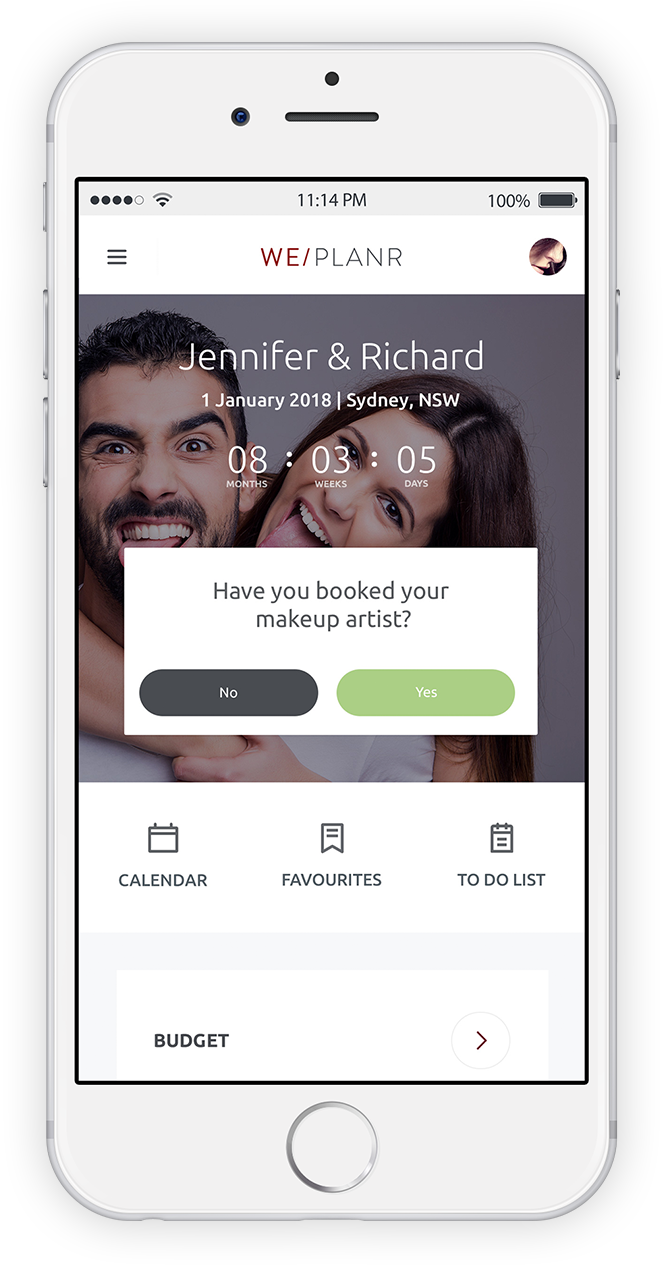 11:14 PM 100%
WE/PLANR
Jennifer & Richard
1 January 2018 | Sydney, NSW
08 : 03 : 05
MONTHS WEEKS DAYS
Have you booked your
makeup artist?
No Yes
CALENDAR FAVOURITES TO DO LIST
BUDGET